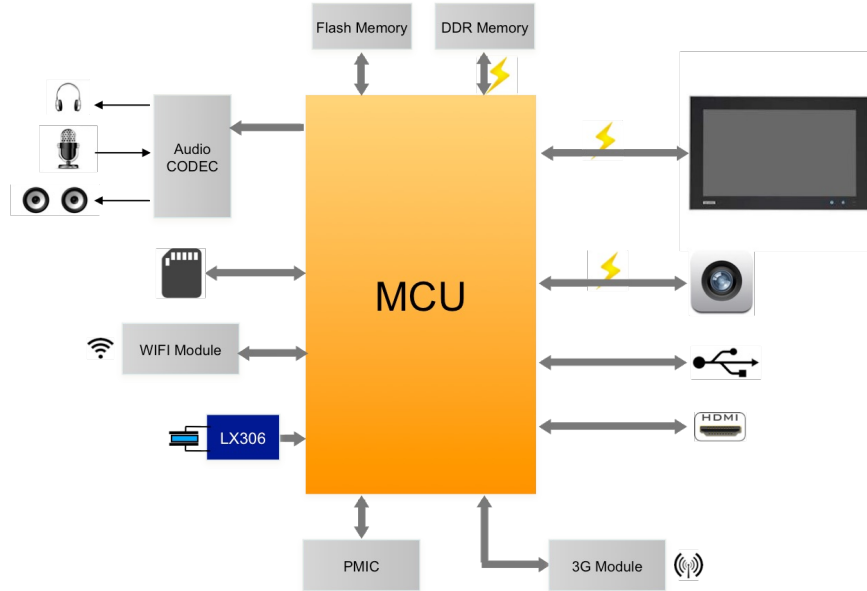 Flash Memory
DDR Memory
Audio
CODEC
MCU
WIFI Module
LX306
HDMI
PMIC
3G Module